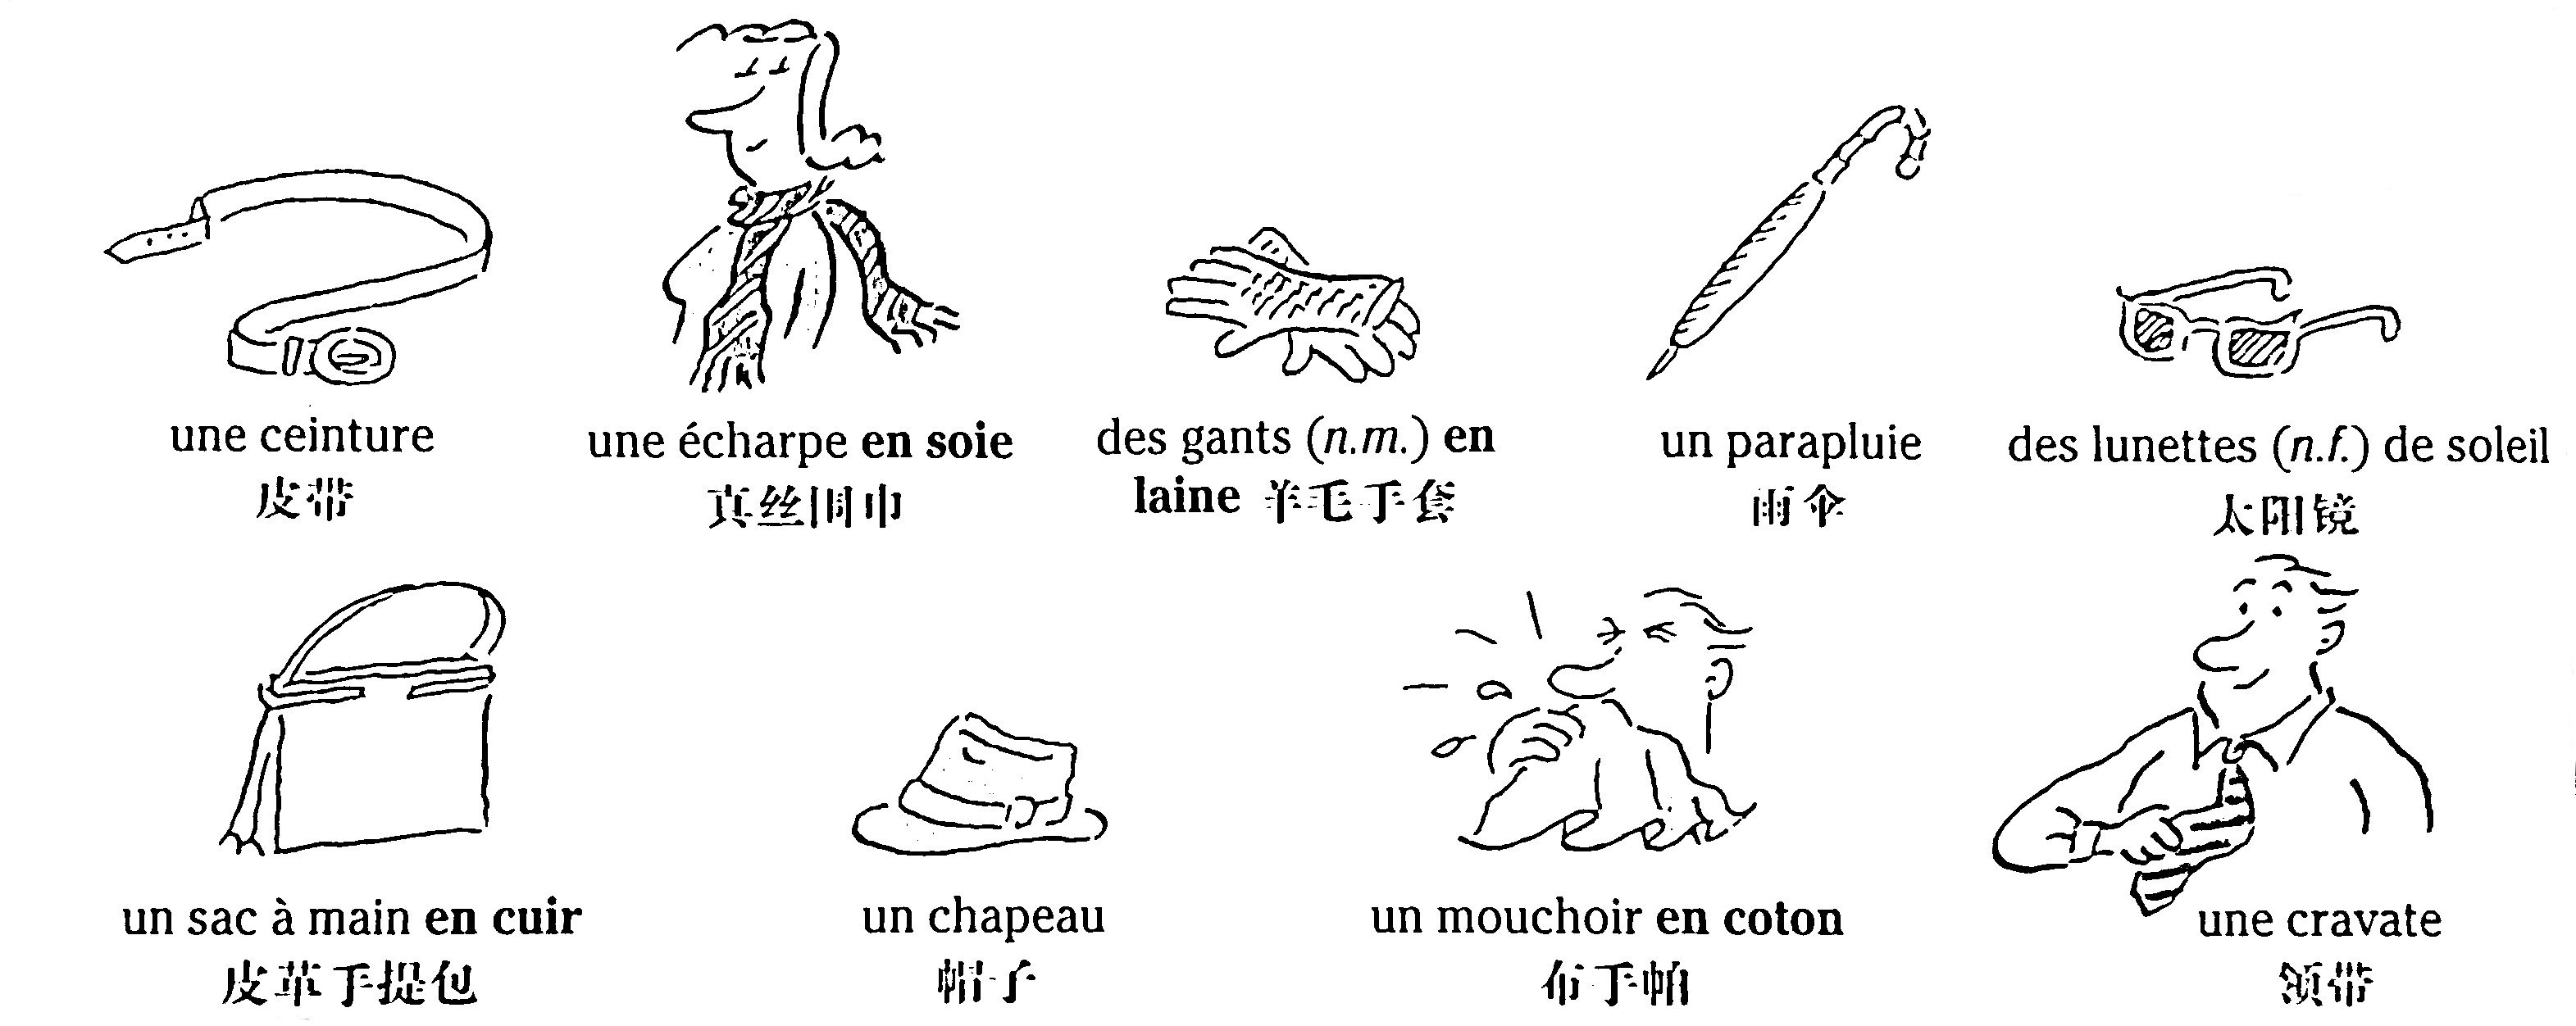 une ceinture
皮带
une écharpe en soie
真丝围巾
des gants (n.m.) en
laine 羊毛手套
un parapluie
雨伞
des lunettes (n.f.) de soleil
太阳镜
un sac à main en cuir
皮革手提包
un chapeau
帽子
un mouchoir en coton
布手帕
une cravate
领带